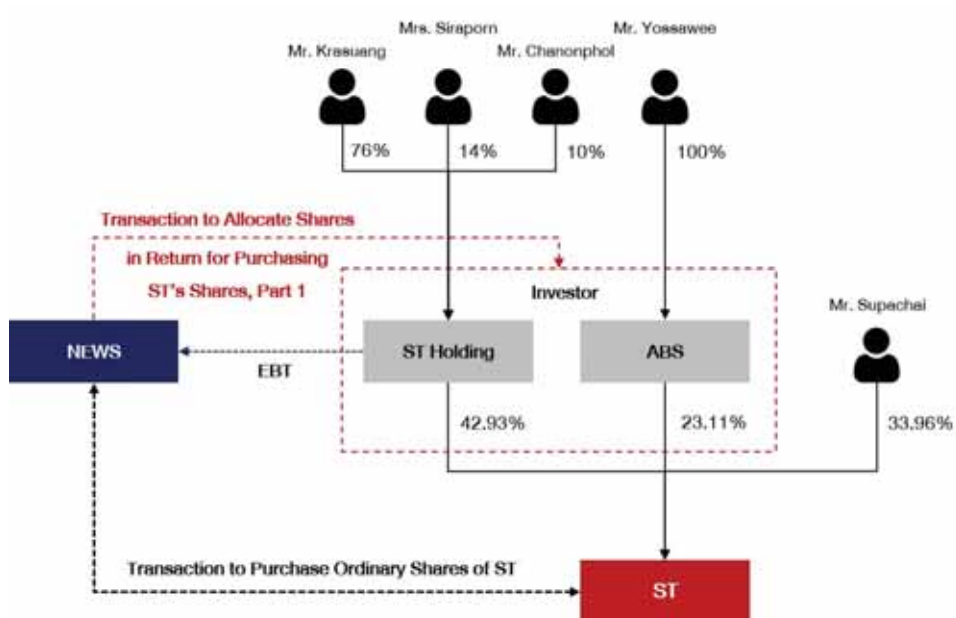 Mrs. Siraporn
Mr. Yossawee
Mr. Krasuang
Mr. Chanonphol
76%
14%
10%
100%
Transaction to Allocate Shares
in Return for Purchasing
ST's Shares, Part 1
Investor
Mr. Supachai
NEWS
EBT
ST Holding
ABS
42.93%
23.11%
33.96%
Transaction to Purchase Ordinary Shares of ST
ST